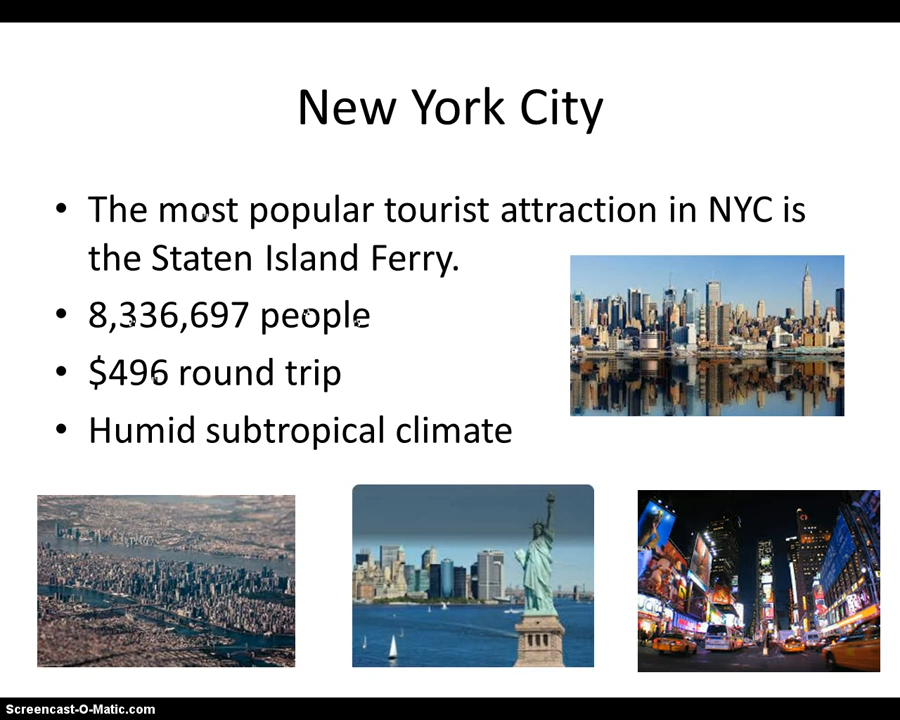 New York City
• The most popular tourist attraction in NYC is
the Staten Island Ferry.
• 8,336,697 people
• $496 round trip
• Humid subtropical climate
Screencast-O-Matic.com